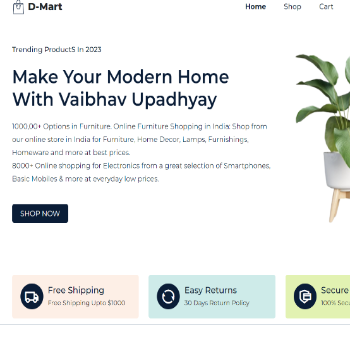 D-Mart
Home Shop Cart
Trending ProductS In 2023
Make Your Modern Home
With Vaibhav Upadhyay
1000,00+ Options in Furniture. Online Furniture Shopping in India: Shop from
our online store in India for Furniture, Home Decor, Lamps, Furnishings,
Homeware and more at best prices.
8000+ Online shopping for Electronics from a great selection of Smartphones,
Basic Mobiles & more at everyday low prices.
SHOP NOW
Free Shipping
Free Shipping Upto $1000
Easy Returns
30 Days Return Policy
Secure
100% Sec